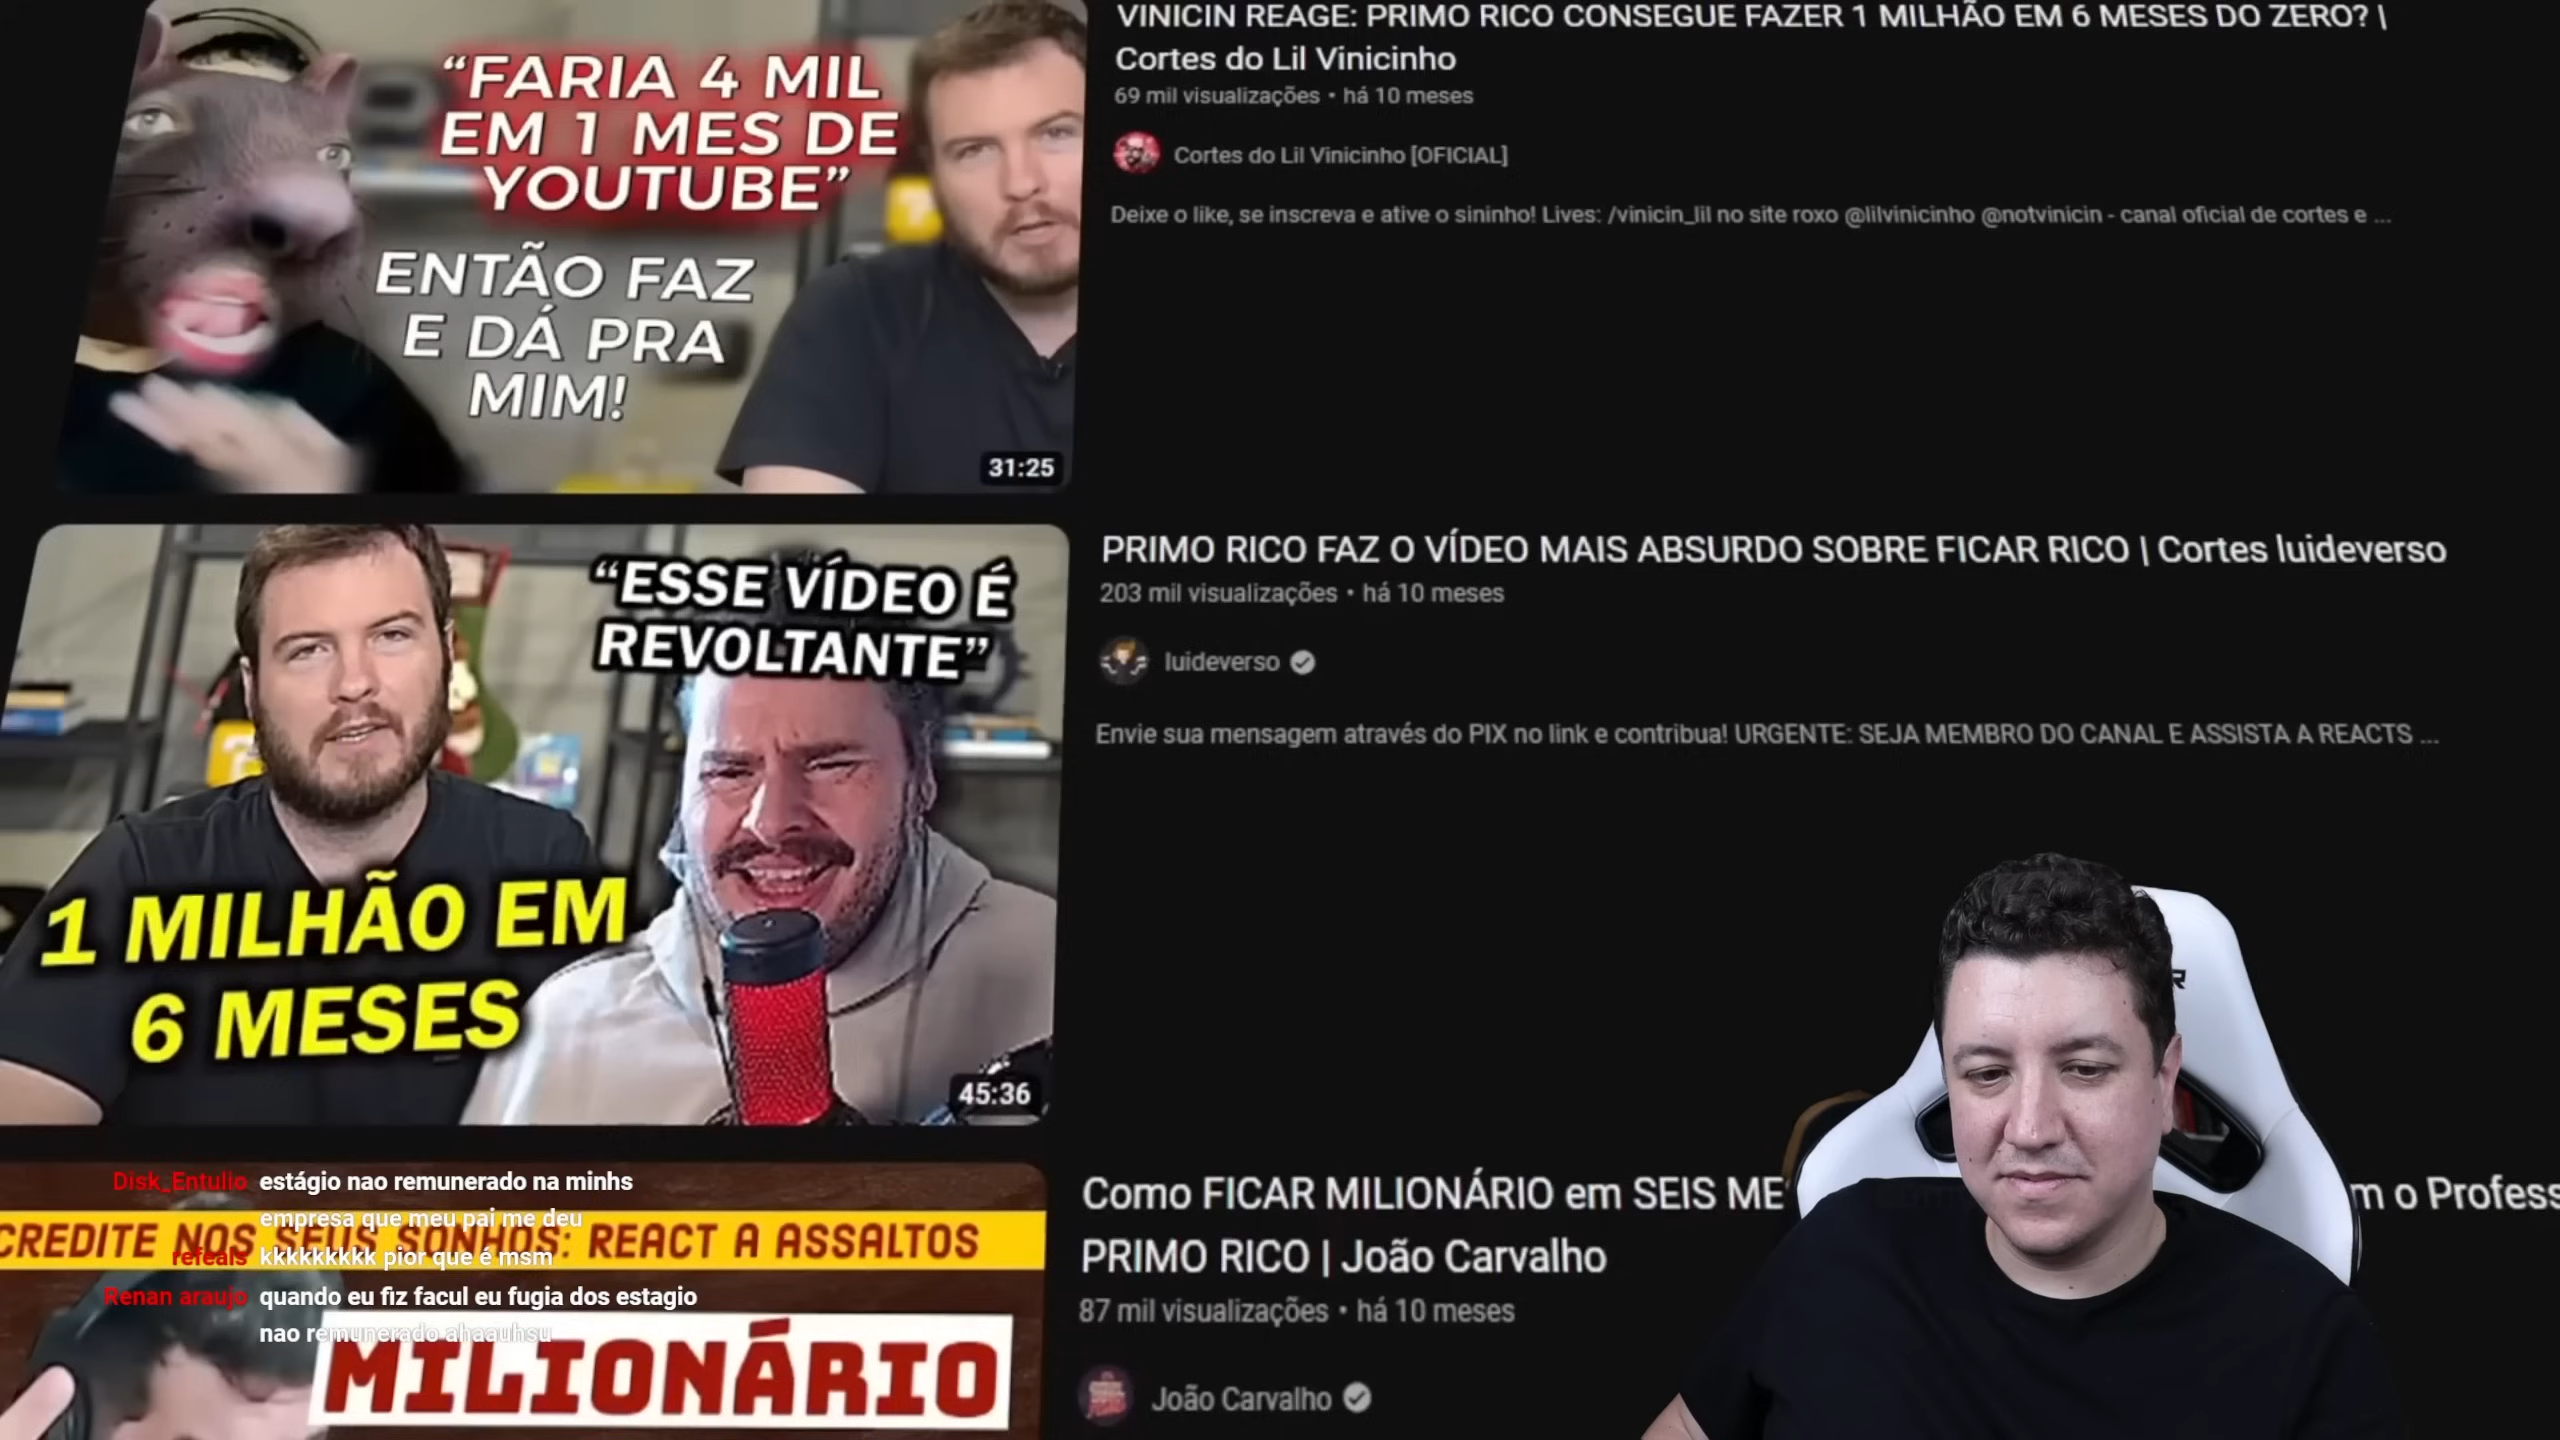 VINICIN REAGE: PRIMO RICO CONSEGUE FAZER 1 MILHÃO EM 6 MESES DO ZERO? |
Cortes do Lil Vinicinho
69 mil visualizações • há 10 meses
Cortes do Lil Vinicinho [OFICIAL]
Deixe o like, se inscreva e ative o sininho! Lives: /vinicin_lil no site roxo @lilvinicinho @notvinicin - canal oficial de cortes e ...
“FARIA 4 MIL
EM 1 MES DE
YOUTUBE”
ENTÃO FAZ
E DÁ PRA
MIM!
31:25
PRIMO RICO FAZ O VÍDEO MAIS ABSURDO SOBRE FICAR RICO | Cortes luideverso
203 mil visualizações • há 10 meses
luideverso
Envie sua mensagem através do PIX no link e contribua! URGENTE: SEJA MEMBRO DO CANAL E ASSISTA A REACTS ...
“ESSE VÍDEO É
REVOLTANTE”
1 MILHÃO EM
6 MESES
45:36
Como FICAR MILIONÁRIO em SEIS ME m o Profess
PRIMO RICO | João Carvalho
87 mil visualizações • há 10 meses
João Carvalho
CREDITE NOS SEUS SONHOS: REACT A ASSALTOS
MILIONÁRIO
Disk_Entulio estágio nao remunerado na minhs
empresa que meu pai me deu
refeals kkkkkkkkk pior que é msm
Renan araujo quando eu fiz facul eu fugia dos estagio
nao remunerado ahaauhsu
R